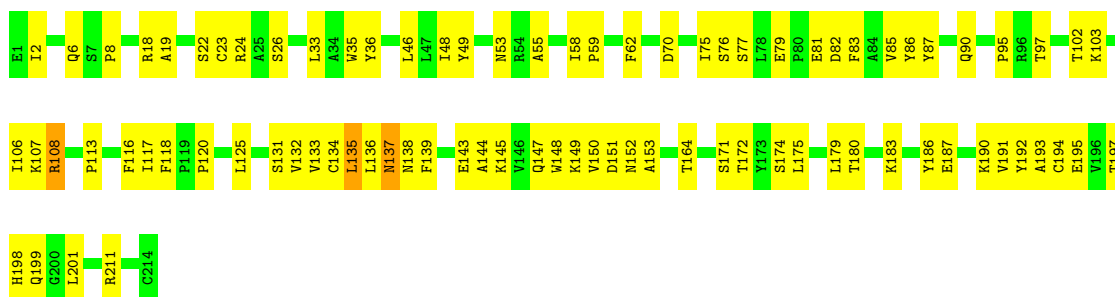 E1 I2 Q6 S7 P8 R18 A19 S22 C23 R24 A25 S26 L33 A34 W35 Y36 L46 L47 I48 Y49 N53 R54 A55 I58 P59 F62 D70 I75 S76 S77 L78 E79 P80 E81 D82 F83 A84 V85 Y86 Y87 Q90 P95 R96 T97 T102 K103
I106 K107 R108 P113 F116 I117 F118 P119 P120 L125 S131 V132 V133 C134 L135 L136 N137 N138 F139 E143 A144 K145 V146 Q147 W148 K149 V150 D151 N152 A153 T164 S171 T172 Y173 S174 L175 L179 T180 K183 Y186 E187 K190 V191 Y192 A193 C194 E195 V196 T197
H198 Q199 G200 L201 R211 C214